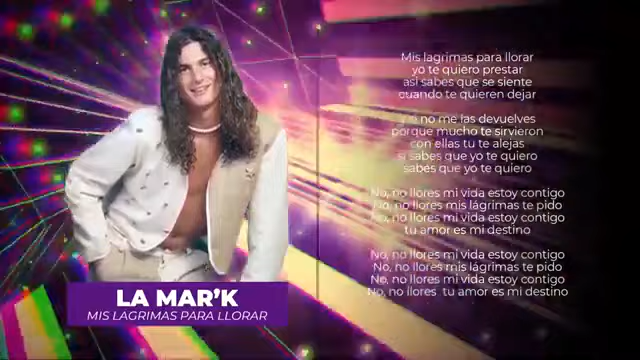 Mis lagrimas para llorar
yo te quiero prestar
asi sabes que se siente
cuando te quieren dejar
no me las devuelves
porque mucho te sirvieron
con ellas tu te alejas
si sabes que yo te quiero
sabes que yo te quiero
No, no llores mi vida estoy contigo
No, no llores mis lágrimas te pido
No, no llores mi vida estoy contigo
tu amor es mi destino
No, no llores mi vida estoy contigo
No, no llores mis lágrimas te pido
No, no llores mi vida estoy contigo
No, no llores tu amor es mi destino
LA MAR'K
MIS LAGRIMAS PARA LLORAR